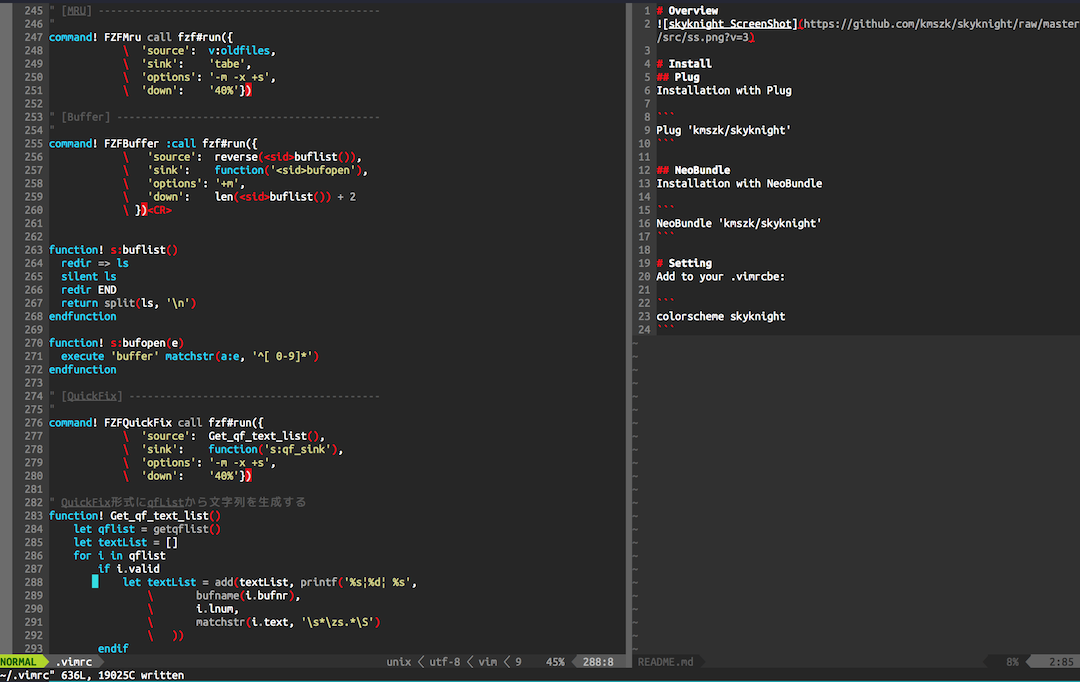 245 " [MRU] -----------------------------------------
246 "
247 command! FZFMru call fzf#run({
248             \  'source':  v:oldfiles,
249             \  'sink':    'tabe',
250             \  'options': '-m -x +s',
251             \  'down':    '40%'})
252
253 " [Buffer] -------------------------------------------
254 "
255 command! FZFBuffer :call fzf#run({
256             \   'source':  reverse(<sid>buflist()),
257             \   'sink':    function('<sid>bufopen'),
258             \   'options': '+m',
259             \   'down':    len(<sid>buflist()) + 2
260             \ })<CR>
261
262
263 function! s:buflist()
264   redir => ls
265   silent ls
266   redir END
267   return split(ls, '\n')
268 endfunction
269
270 function! s:bufopen(e)
271   execute 'buffer' matchstr(a:e, '^[ 0-9]*')
272 endfunction
273
274 " [QuickFix] -----------------------------------------
275 "
276 command! FZFQuickFix call fzf#run({
277             \  'source':  Get_qf_text_list(),
278             \  'sink':    function('s:qf_sink'),
279             \  'options': '-m -x +s',
280             \  'down':    '40%'})
281
282 " QuickFix形式にqfListから文字列を生成する
283 function! Get_qf_text_list()
284     let qflist = getqflist()
285     let textList = []
286     for i in qflist
287         if i.valid
288             let textList = add(textList, printf('%s¦%d¦ %s',
289                 \       bufname(i.bufnr),
290                 \       i.lnum,
291                 \       matchstr(i.text, '\s*\zs.*\S')
292                 \   ))
293         endif
NORMAL .vimrc unix utf-8 vim 9 45% 288:8
~/.vimrc" 636L, 19025C written
1 # Overview
2 ![skyknight ScreenShot](https://github.com/kmszk/skyknight/raw/master
/src/ss.png?v=3)
3
4 # Install
5 ## Plug
6 Installation with Plug
7
8 ```
9 Plug 'kmszk/skyknight'
10 ```
11
12 ## NeoBundle
13 Installation with NeoBundle
14
15 ```
16 NeoBundle 'kmszk/skyknight'
17 ```
18
19 # Setting
20 Add to your .vimrcbe:
21
22 ```
23 colorscheme skyknight
24 ```
README.md 8% 2:85